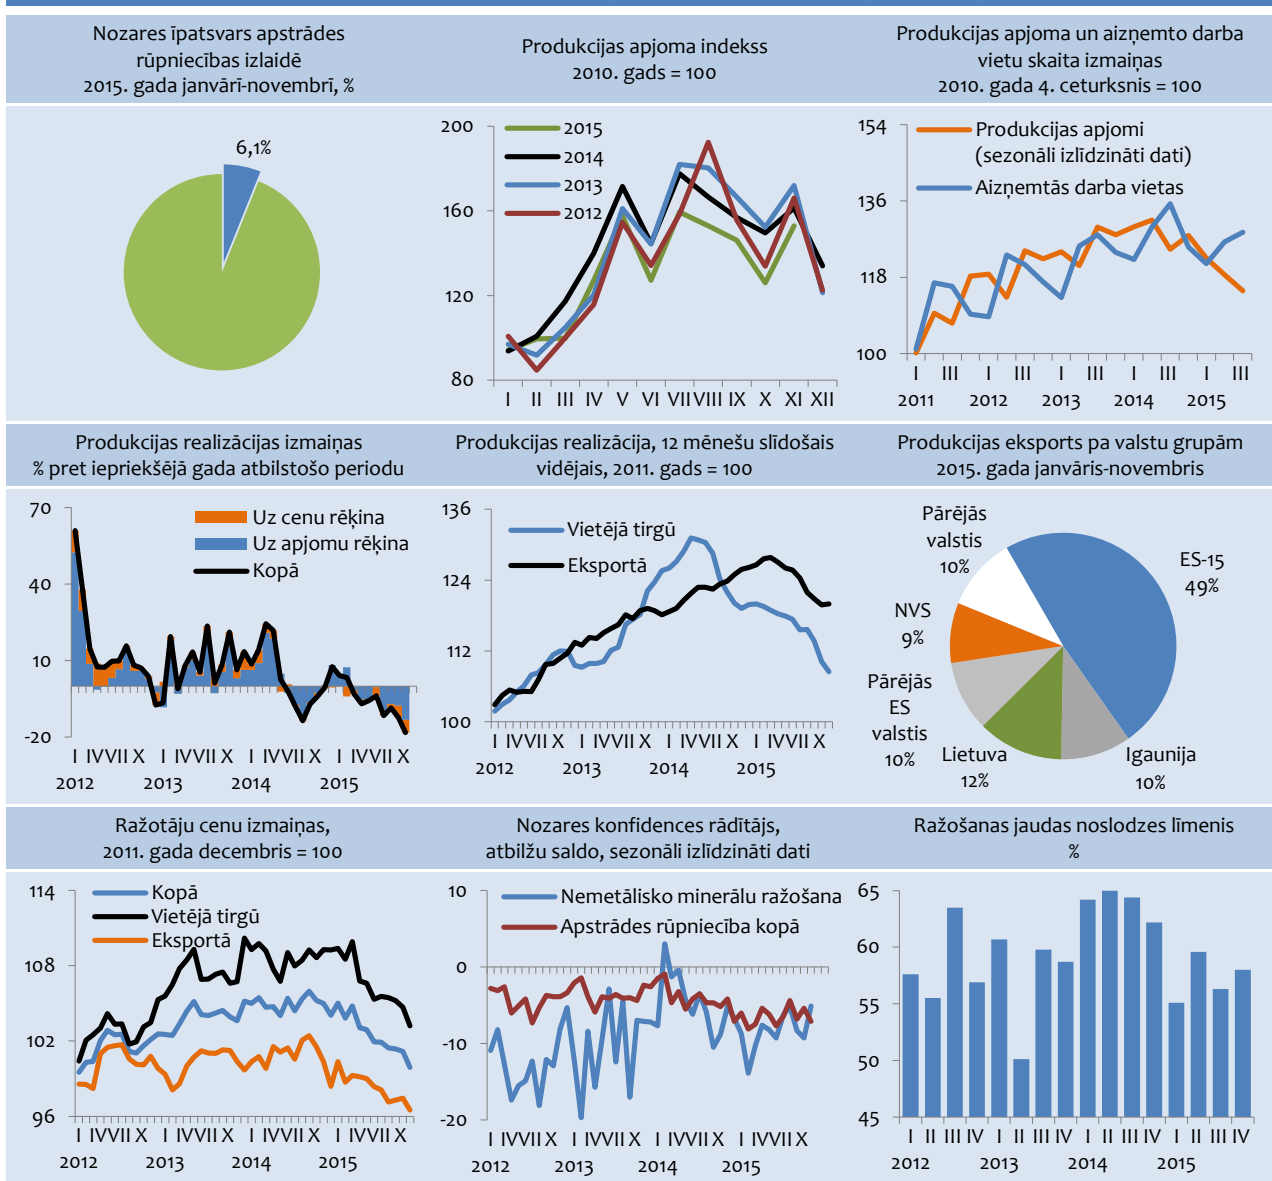 Nozares īpatsvars apstrādes
rūpniecības izlaidē
2015. gada janvārī-novembrī, %
6,1%
Produkcijas apjoma indekss
2010. gads = 100
200
160
120
80
2015
2014
2013
2012
I II III IV V VI VII VIII IX X XI XII
Produkcijas apjoma un aizņemto darba
vietu skaita izmaiņas
2010. gada 4. ceturksnis = 100
154
136
118
100
Produkcijas apjomi
(sezonāli izlīdzināti dati)
Aizņemtās darba vietas
I III I III I III I III I III
2011 2012 2013 2014 2015
Produkcijas realizācijas izmaiņas
% pret iepriekšējā gada atbilstošo periodu
70
40
10
-20
Uz cenu rēķina
Uz apjomu rēķina
Kopā
I IV VII X I IV VII X I IV VII X I IV VII X
2012 2013 2014 2015
Produkcijas realizācija, 12 mēnešu slīdošais
vidējais, 2011. gads = 100
136
124
112
100
Vietējā tirgū
Eksportā
I IV VII X I IV VII X I IV VII X I IV VII X
2012 2013 2014 2015
Produkcijas eksports pa valstu grupām
2015. gada janvāris-novembris
Pārējās
valstis
10%
ES-15
49%
NVS
9%
Pārējās
ES
valstis
10%
Lietuva
12%
Igaunija
10%
Ražotāju cenu izmaiņas,
2011. gada decembris = 100
114
108
102
96
Kopā
Vietējā tirgū
Eksportā
I IV VII X I IV VII X I IV VII X I IV VII X
2012 2013 2014 2015
Nozares konfidences rādītājs,
atbilžu saldo, sezonāli izlīdzināti dati
10
0
-10
-20
Nemetālisko minerālu ražošana
Apstrādes rūpniecība kopā
I IV VII X I IV VII X I IV VII X I IV VII X
2012 2013 2014 2015
Ražošanas jaudas noslodzes līmenis
%
65
60
55
50
45
I II III IV I II III IV I II III IV I II III IV
2012 2013 2014 2015